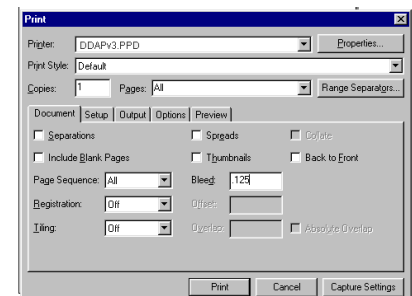 Print
Printer: DDAPv3.PPD Properties...
Print Style: Default
Copies: 1 Pages: All Range Separators...
Document Setup Output Options Preview
Separations Spreads Collate
Include Blank Pages Thumbnails Back to Front
Page Sequence: All Bleed: .125
Registration: Off Offset:
Tiling: Off Overlap: Absolute Overlap
Print Cancel Capture Settings